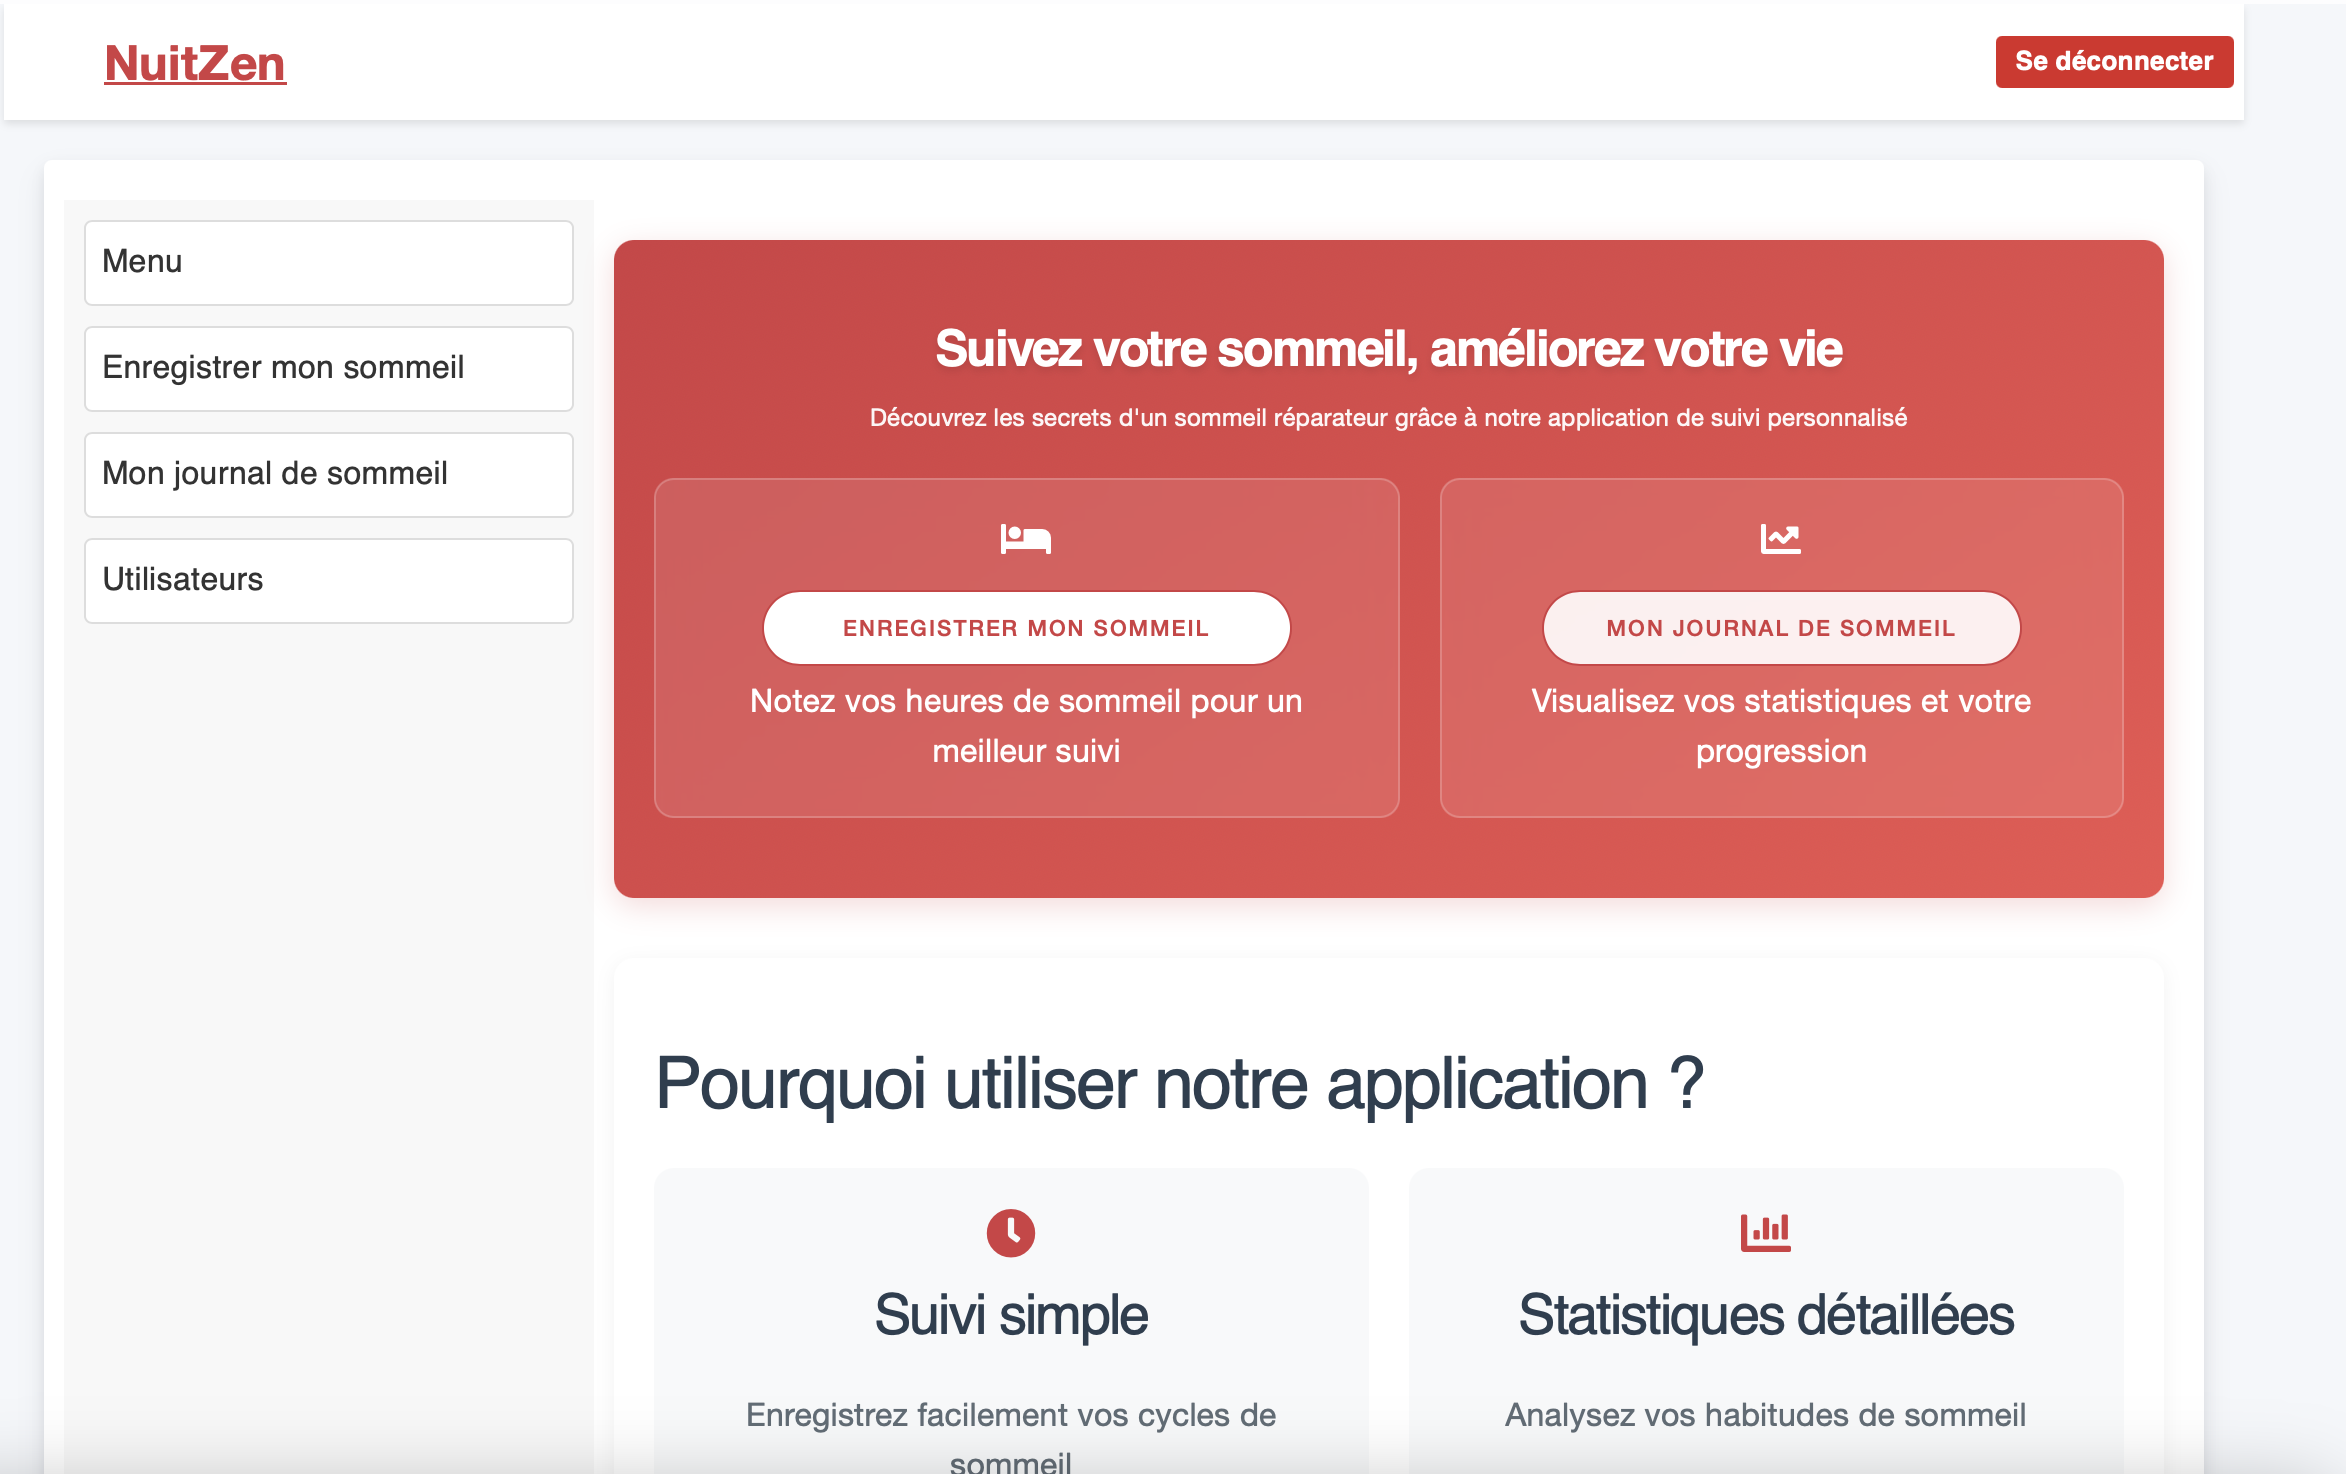 NuitZen
Se déconnecter
Menu
Enregistrer mon sommeil
Mon journal de sommeil
Utilisateurs
Suivez votre sommeil, améliorez votre vie
Découvrez les secrets d'un sommeil réparateur grâce à notre application de suivi personnalisé
ENREGISTRER MON SOMMEIL
Notez vos heures de sommeil pour un
meilleur suivi
MON JOURNAL DE SOMMEIL
Visualisez vos statistiques et votre
progression
Pourquoi utiliser notre application ?
Suivi simple
Enregistrez facilement vos cycles de
sommeil
Statistiques détaillées
Analysez vos habitudes de sommeil